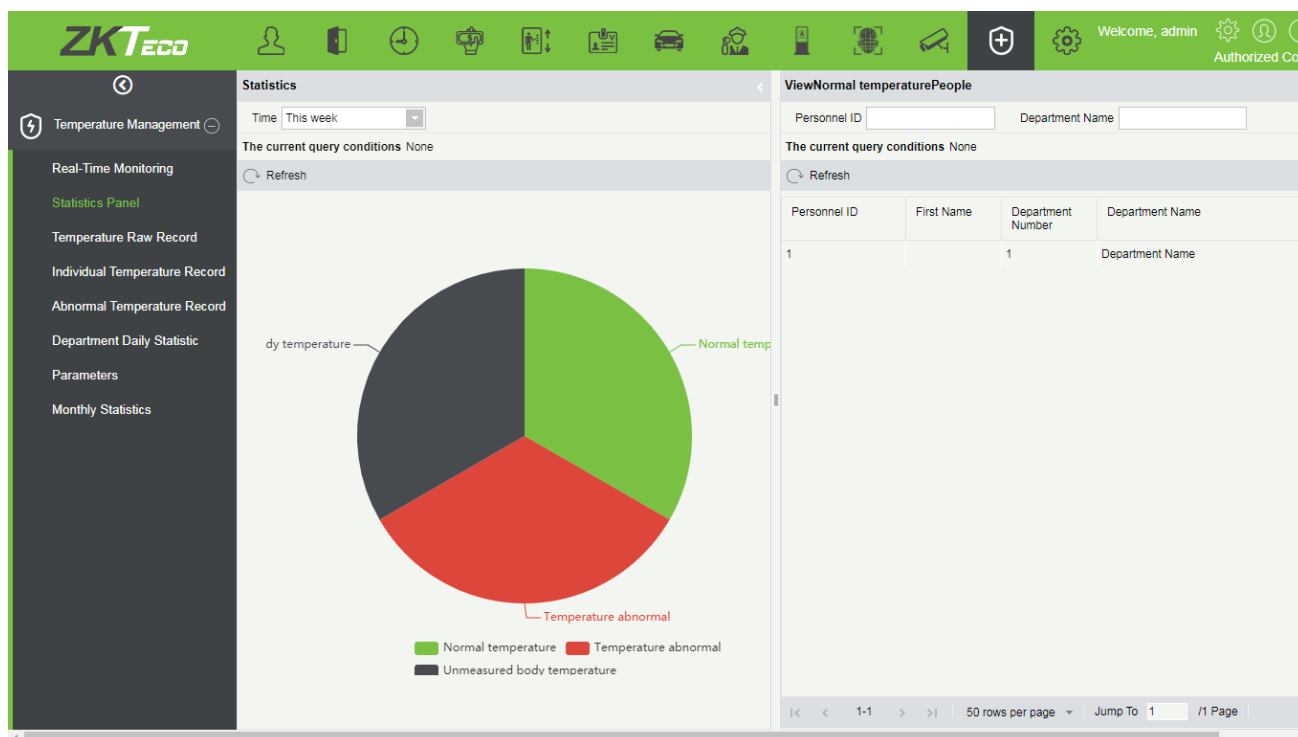 ZKTeco
Welcome, admin
Authorized Co
Temperature Management
Real-Time Monitoring
Statistics Panel
Temperature Raw Record
Individual Temperature Record
Abnormal Temperature Record
Department Daily Statistic
Parameters
Monthly Statistics
Statistics
Time This week
The current query conditions None
Refresh
dy temperature
Normal temp
Temperature abnormal
Normal temperature Temperature abnormal
Unmeasured body temperature
ViewNormal temperaturePeople
Personnel ID Department Name
The current query conditions None
Refresh
Personnel ID First Name Department Number Department Name
1 1 Department Name
|< < 1-1 > >| 50 rows per page Jump To 1 /1 Page